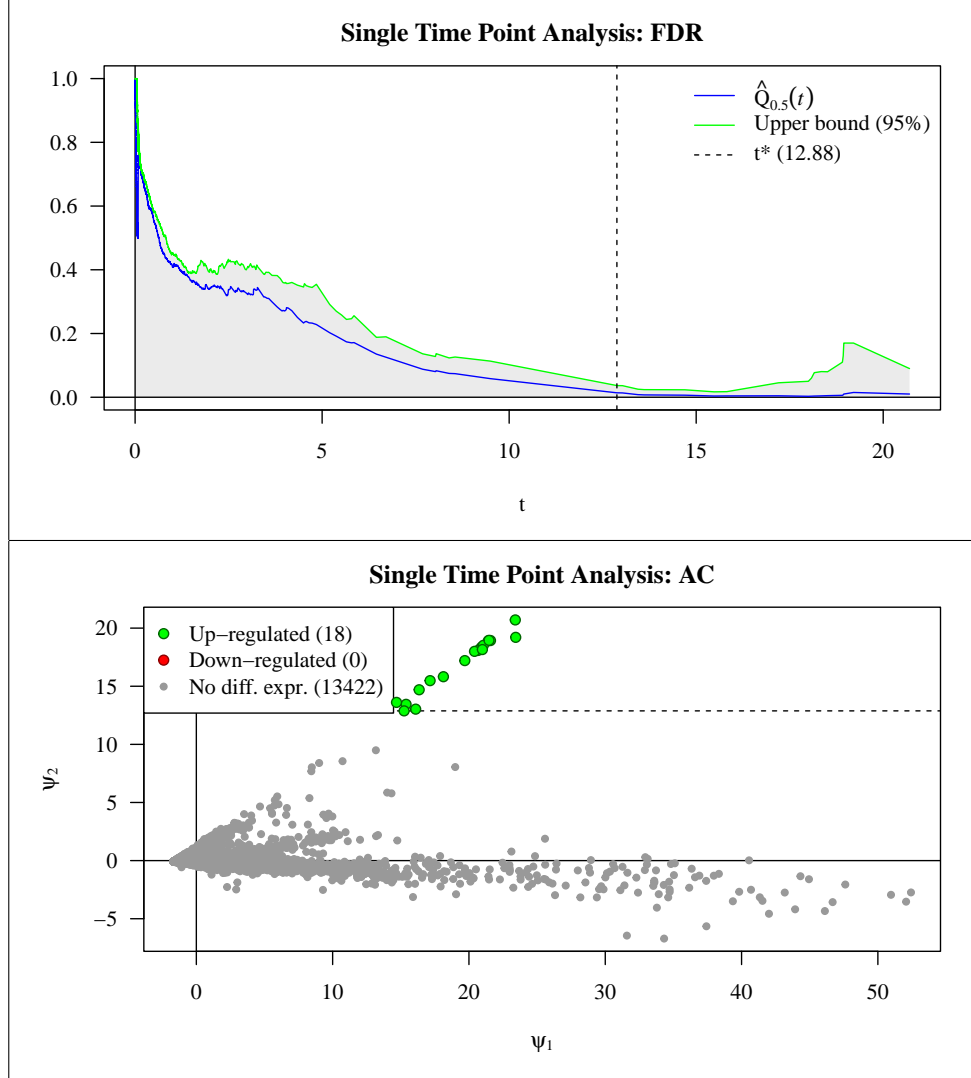 Single Time Point Analysis: FDR
1.0
0.8
0.6
0.4
0.2
0.0
Q̂0.5(t)
Upper bound (95%)
t* (12.88)
0 5 10 15 20
t
Single Time Point Analysis: AC
20
15
10
5
0
−5
ψ2
Up−regulated (18)
Down−regulated (0)
No diff. expr. (13422)
0 10 20 30 40 50
ψ1